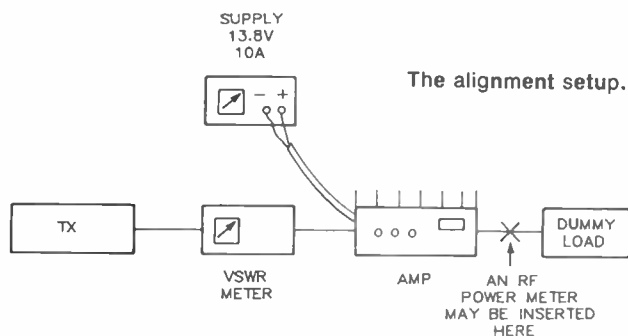 SUPPLY
13.8V
10A
The alignment setup.
− +
TX
VSWR
METER
AMP
AN RF
POWER METER
MAY BE INSERTED
HERE
DUMMY
LOAD